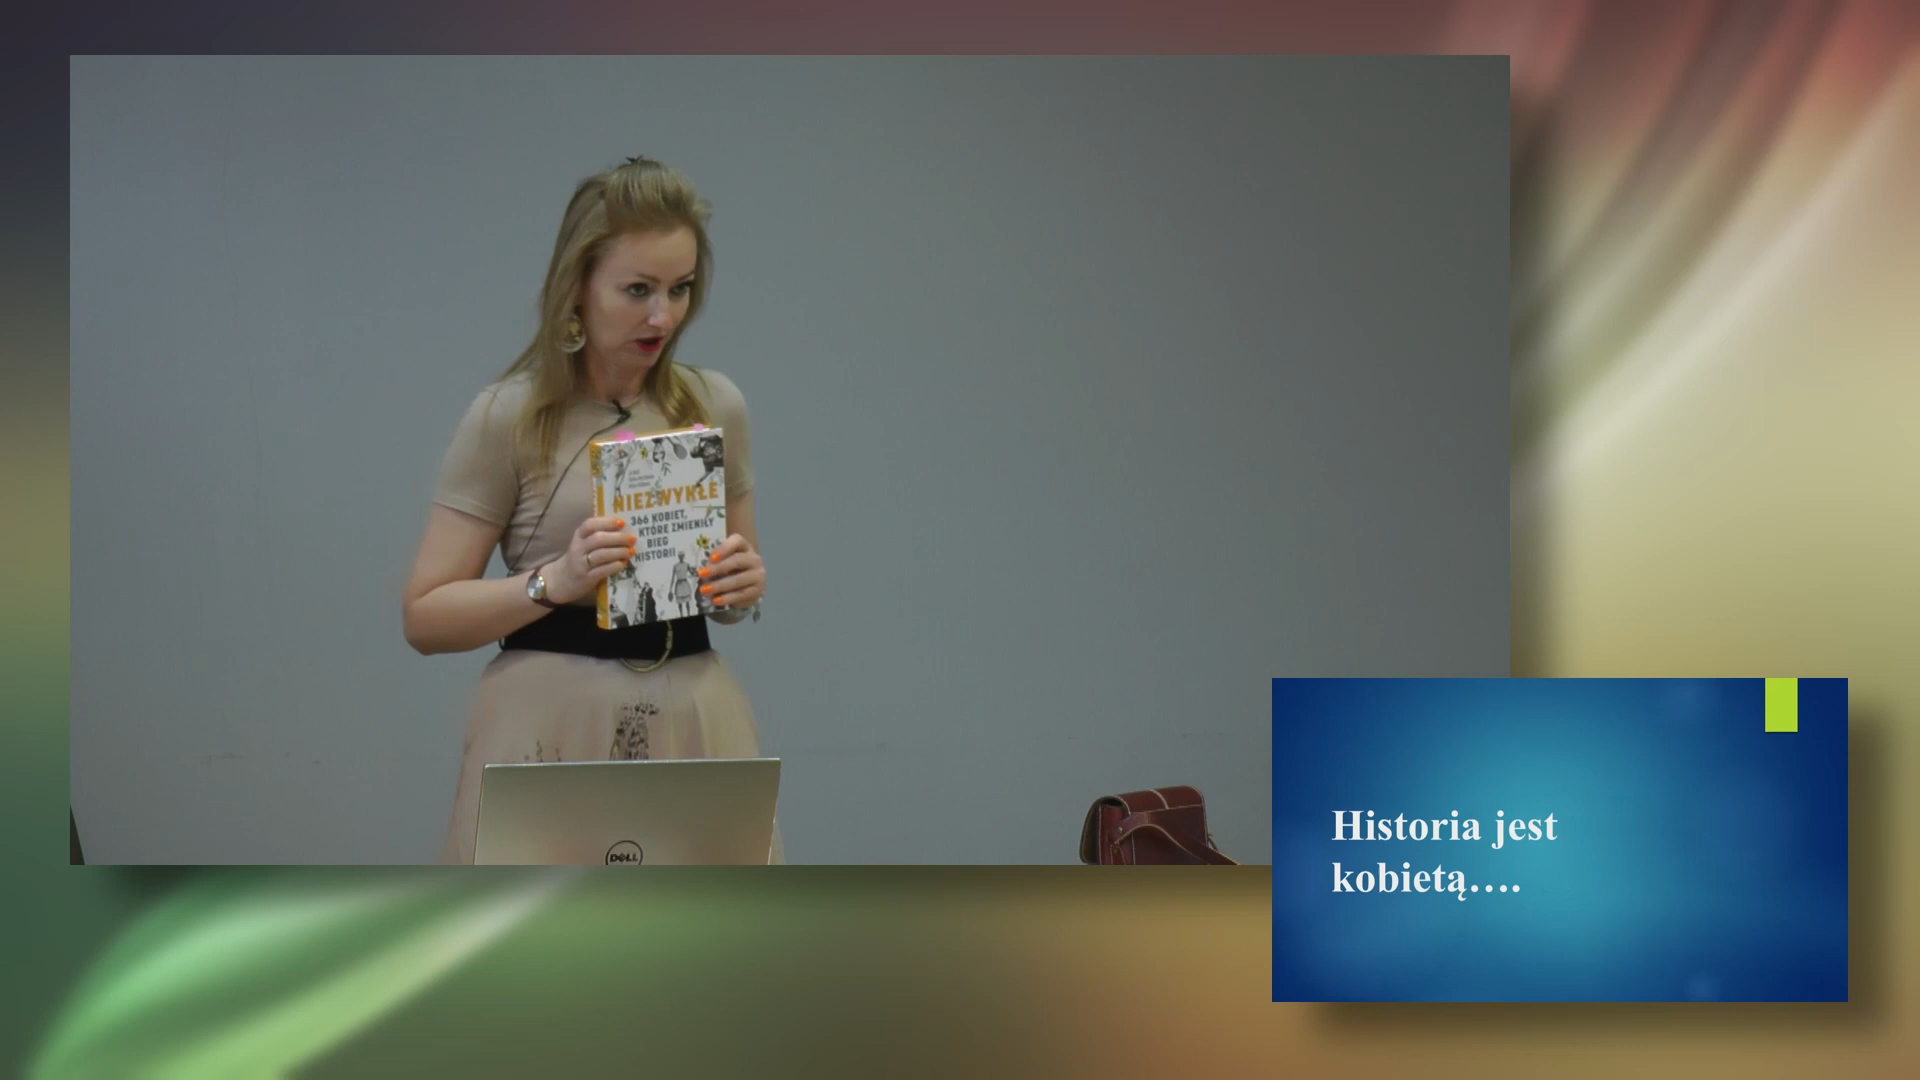 NIEZWYKŁE
366 KOBIET,
KTÓRE ZMIENIŁY
BIEG
HISTORII
DELL
Historia jest
kobietą....